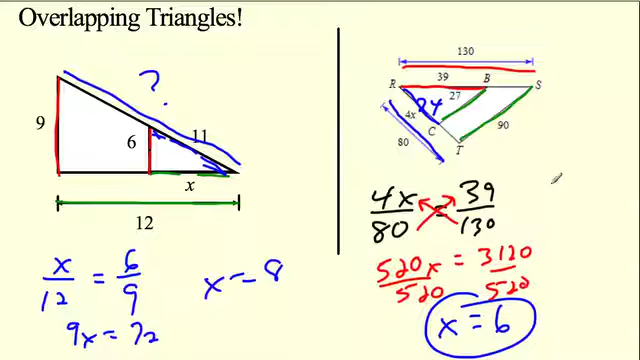 Overlapping Triangles!
?
9
6
11
x
12
x/12 = 6/9
x = 8
9x = 72
130
39
R
B
S
27
24
4x
C
90
80
T
4x/80 = 39/130
520x/520 = 3120/520
x = 6